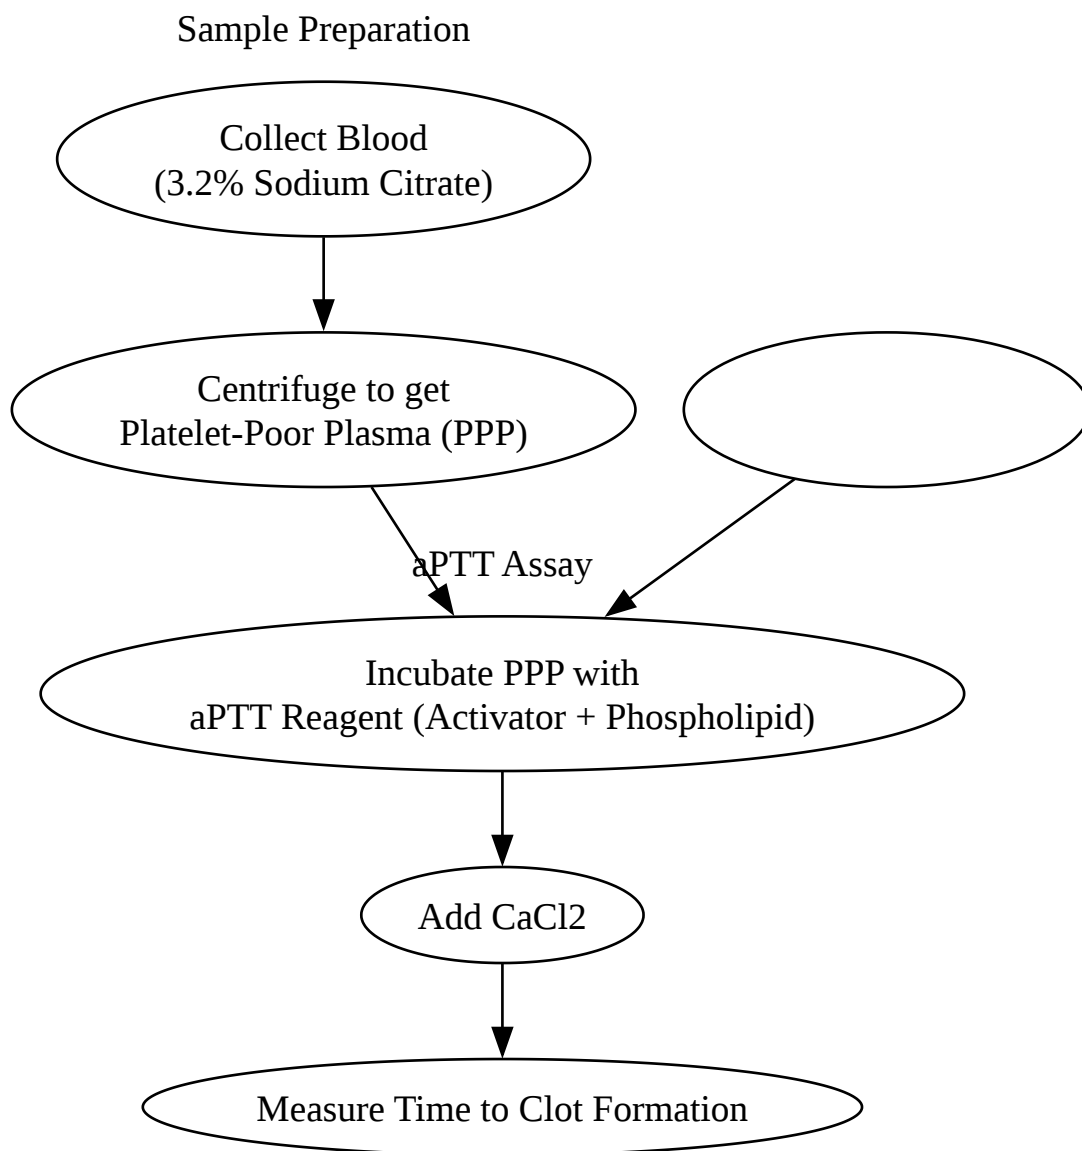 Sample Preparation
Collect Blood
(3.2% Sodium Citrate)
Centrifuge to get
Platelet-Poor Plasma (PPP)
aPTT Assay
Incubate PPP with
aPTT Reagent (Activator + Phospholipid)
Add CaCl2
Measure Time to Clot Formation